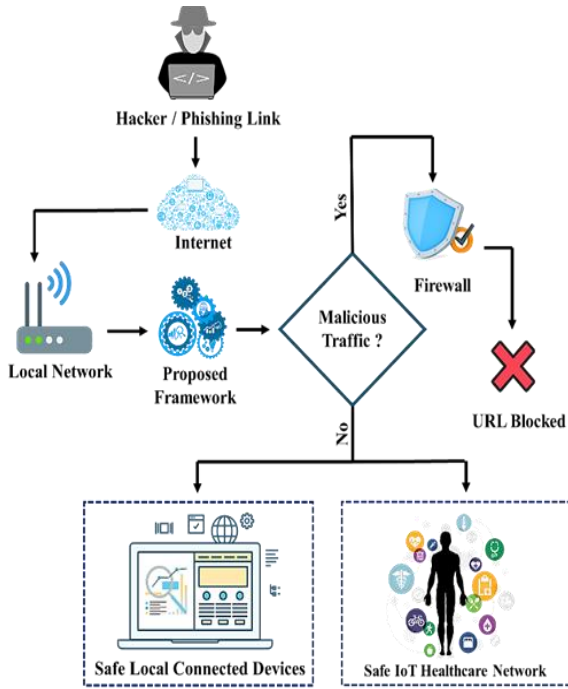 </>
Hacker / Phishing Link
Internet
Yes
Firewall
Local Network
Proposed
Framework
Malicious
Traffic ?
URL Blocked
No
Safe Local Connected Devices
Safe IoT Healthcare Network